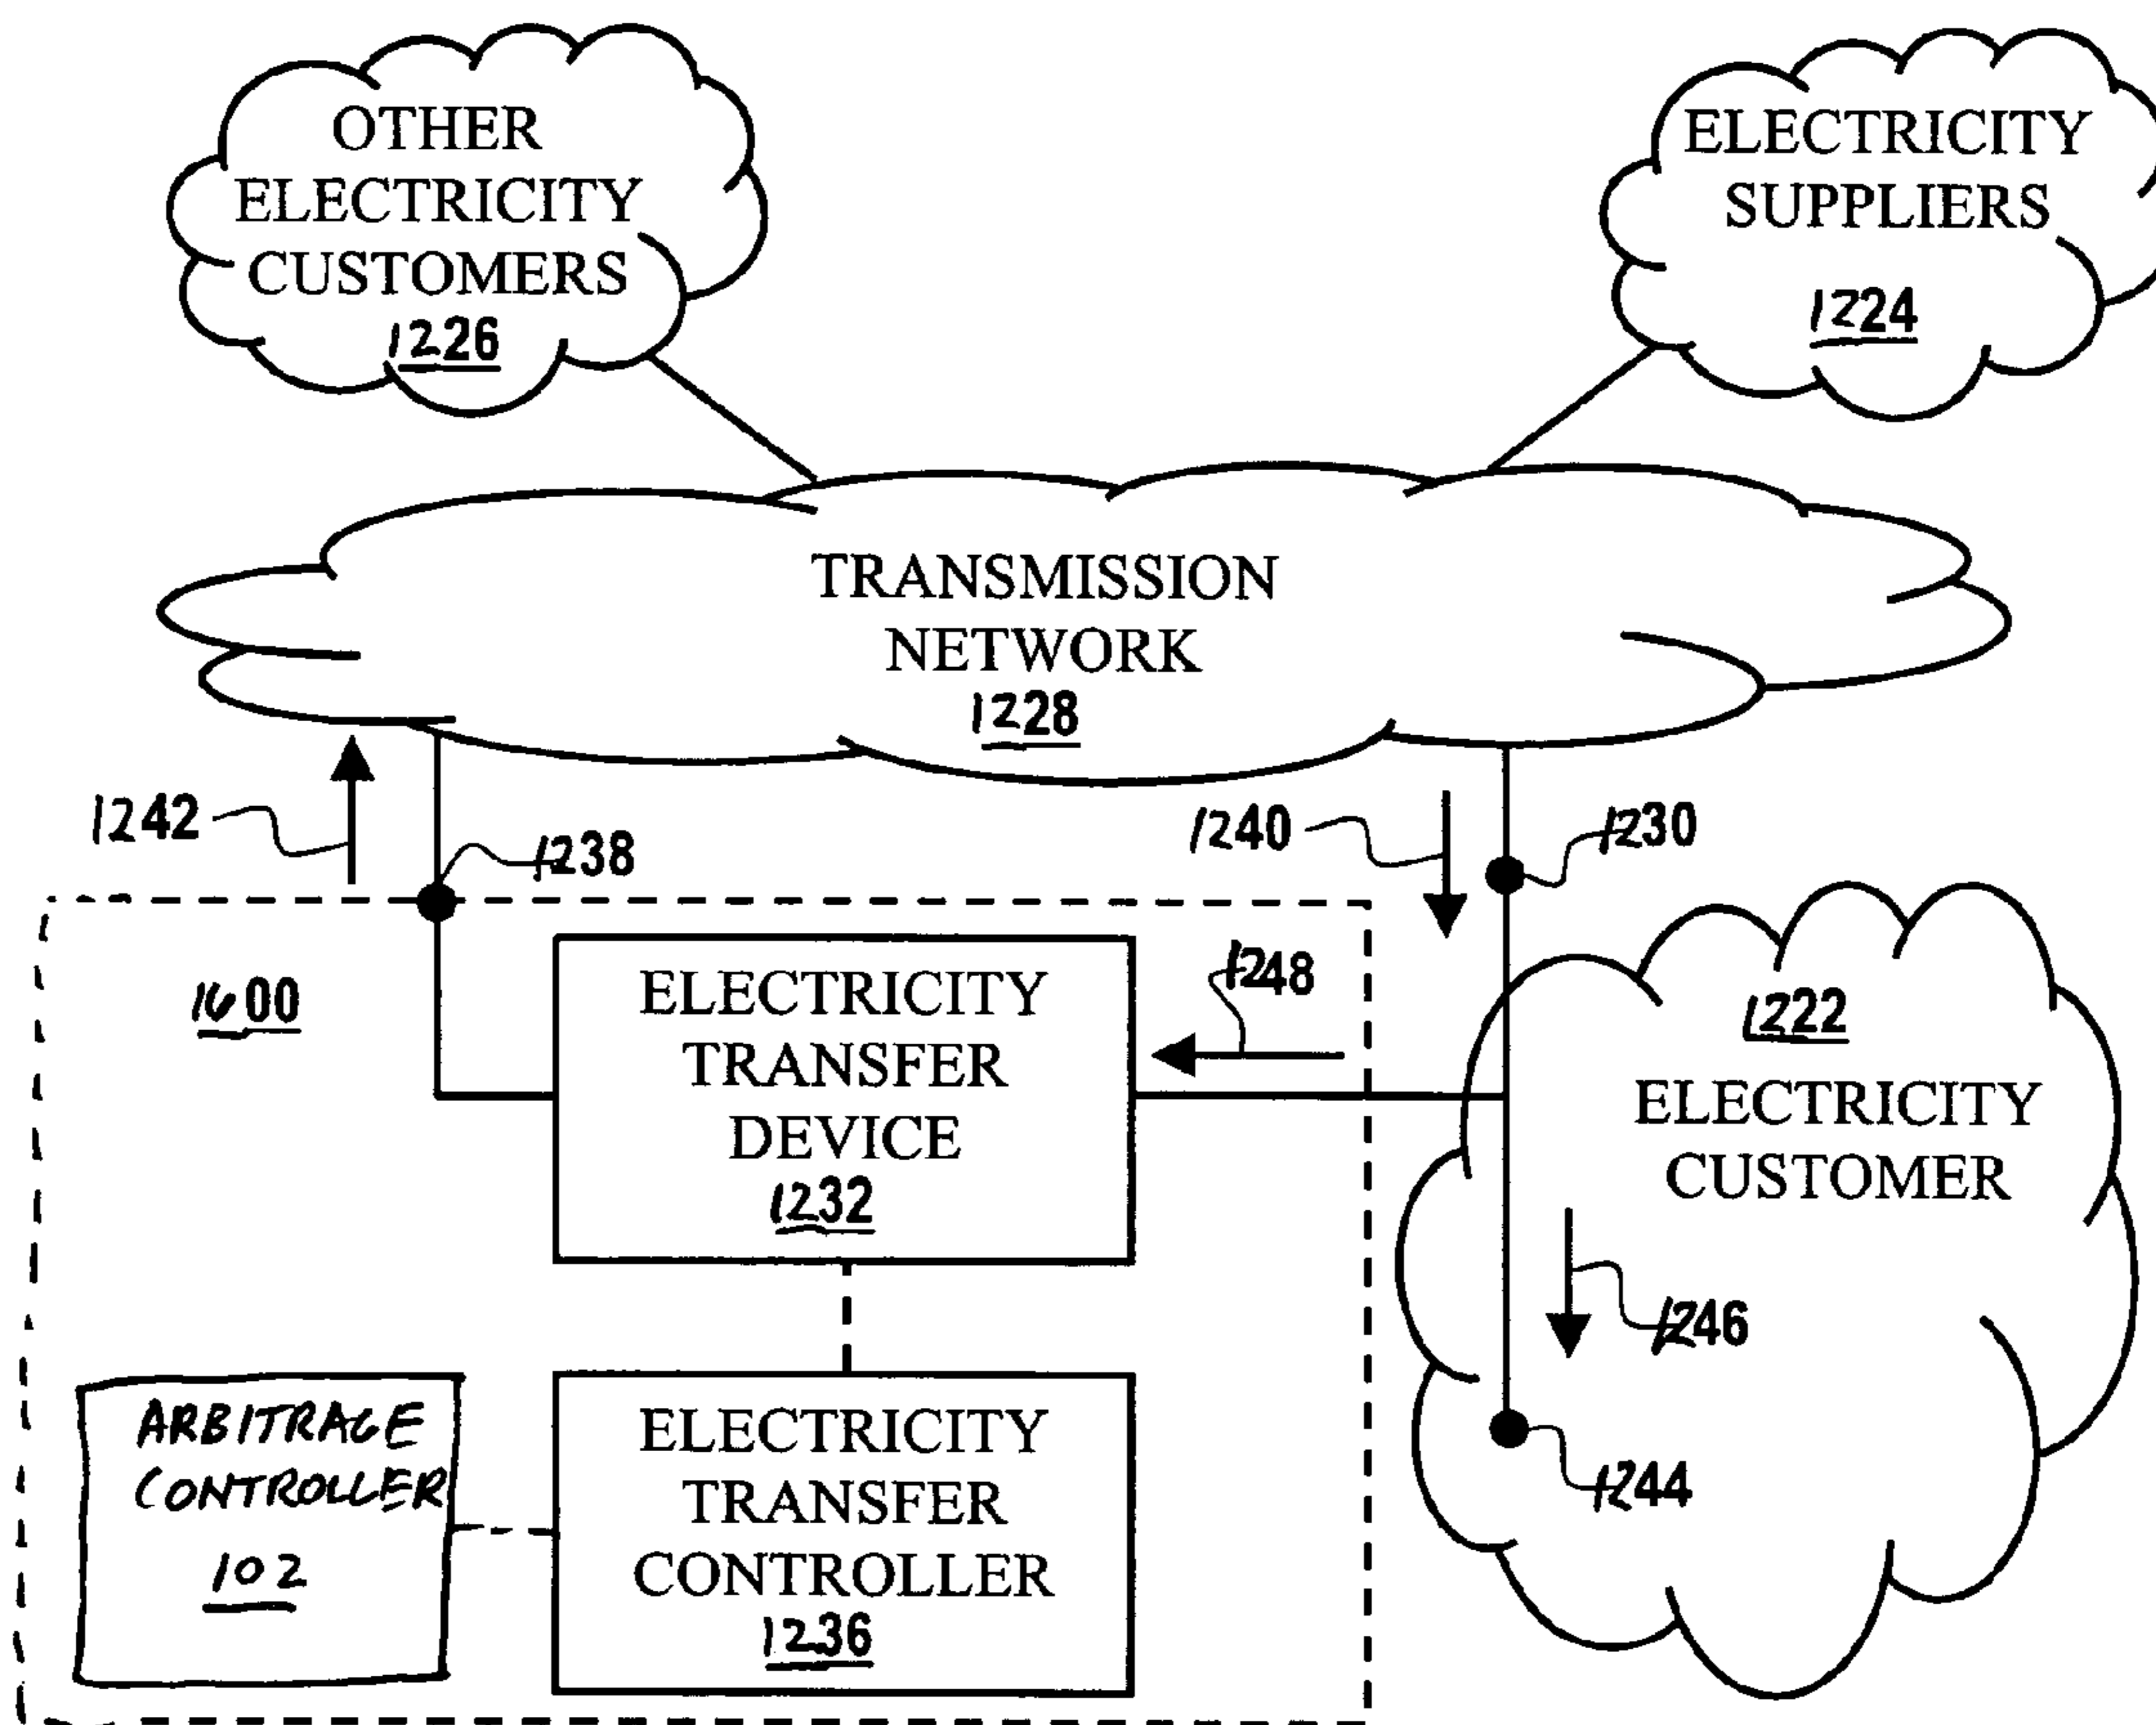 OTHER
ELECTRICITY
CUSTOMERS
1226
ELECTRICITY
SUPPLIERS
1224
TRANSMISSION
NETWORK
1228
1242
1238
1240
1230
1600
ELECTRICITY
TRANSFER
DEVICE
1232
1248
1222
ELECTRICITY
CUSTOMER
1246
1244
ARBITRAGE
CONTROLLER
102
ELECTRICITY
TRANSFER
CONTROLLER
1236